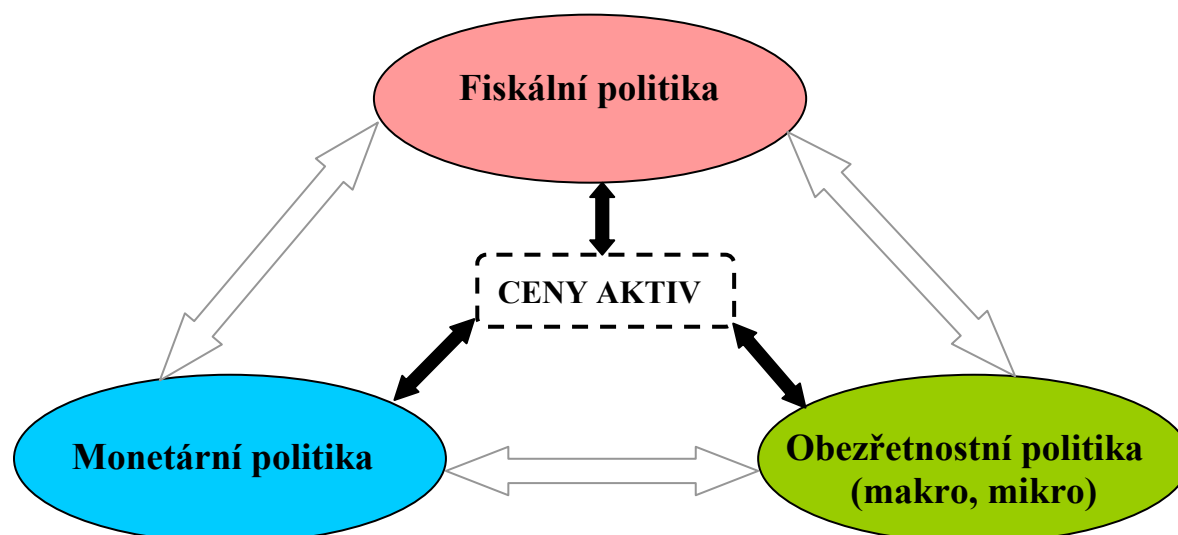 Fiskální politika
CENY AKTIV
Monetární politika
Obezřetnostní politika
(makro, mikro)